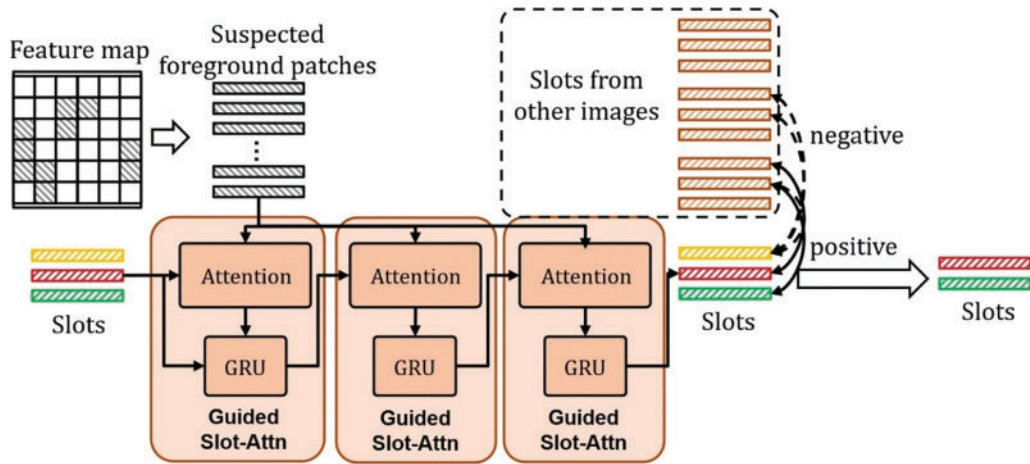 Feature map
Suspected
foreground patches
Slots from
other images
negative
positive
Slots
Attention
GRU
Guided
Slot-Attn
Attention
GRU
Guided
Slot-Attn
Attention
GRU
Guided
Slot-Attn
Slots
Slots